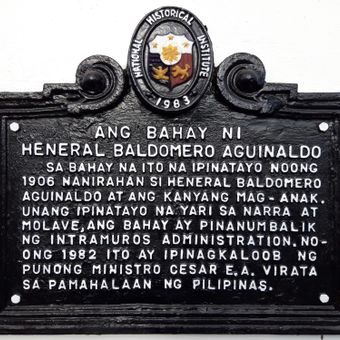 NATIONAL HISTORICAL INSTITUTE
1983
ANG BAHAY NI
HENERAL BALDOMERO AGUINALDO
SA BAHAY NA ITO NA IPINATAYO NOONG
1906 NANIRAHAN SI HENERAL BALDOMERO
AGUINALDO AT ANG KANYANG MAG-ANAK.
UNANG IPINATAYO NA YARI SA NARRA AT
MOLAVE, ANG BAHAY AY PINANUMBALIK
NG INTRAMUROS ADMINISTRATION. NO-
ONG 1982 ITO AY IPINAGKALOOB NG
PUNONG MINISTRO CESAR E.A. VIRATA
SA PAMAHALAAN NG PILIPINAS.